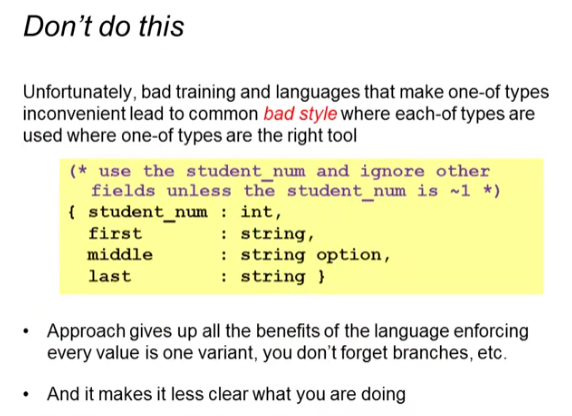 Don't do this
Unfortunately, bad training and languages that make one-of types
inconvenient lead to common bad style where each-of types are
used where one-of types are the right tool
(* use the student_num and ignore other
fields unless the student_num is ~1 *)
{ student_num : int,
first : string,
middle : string option,
last : string }
• Approach gives up all the benefits of the language enforcing
every value is one variant, you don't forget branches, etc.
• And it makes it less clear what you are doing